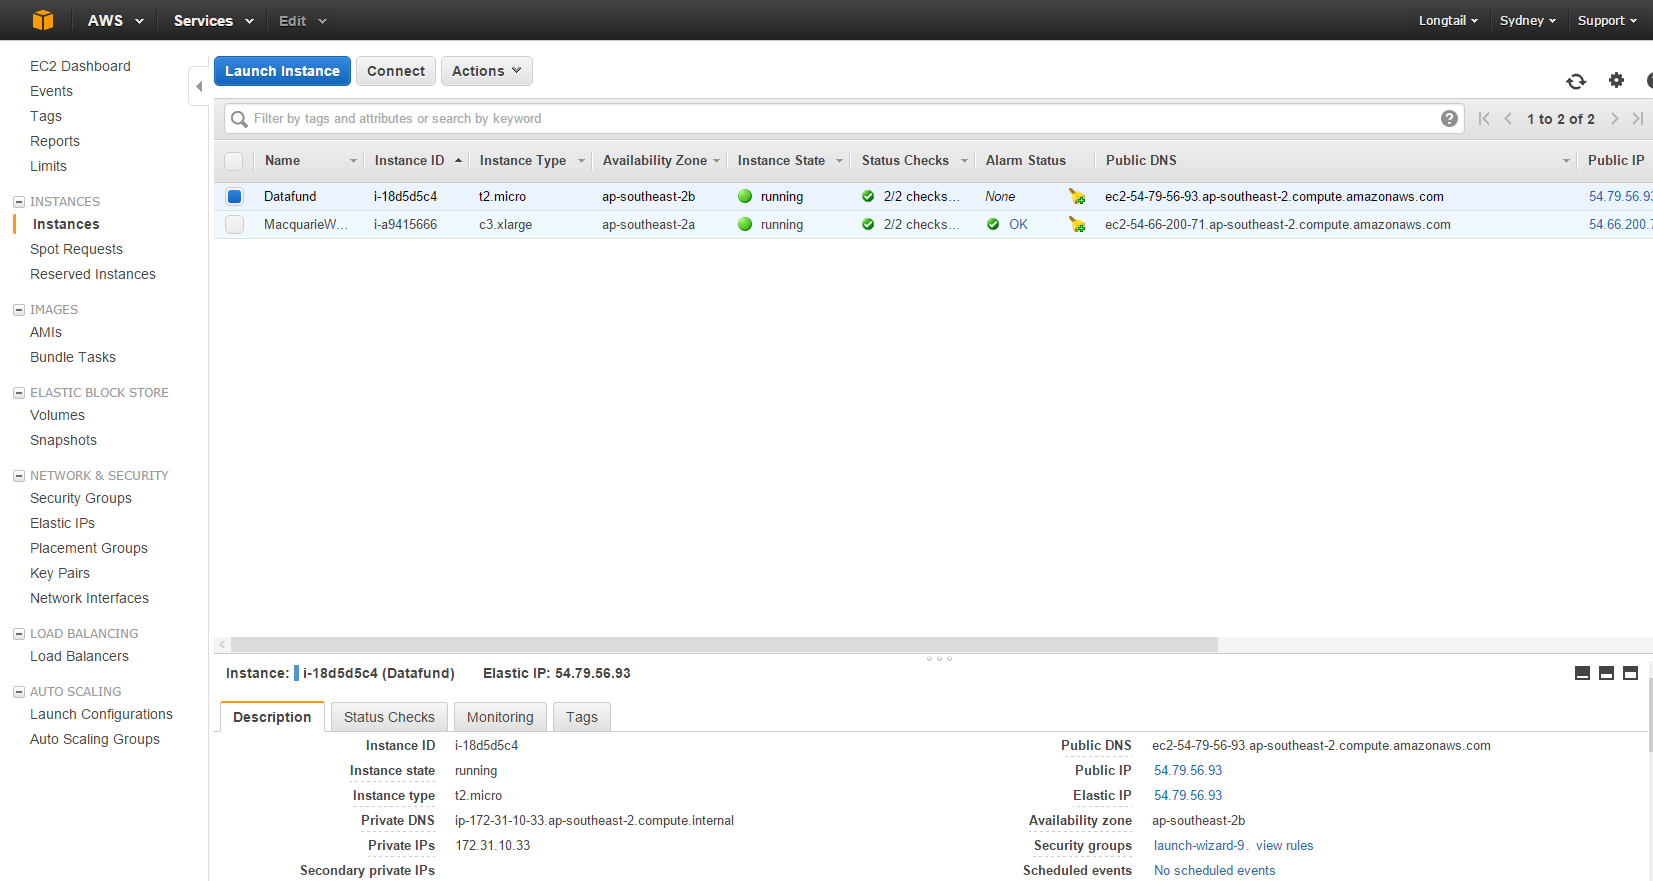 AWS Services Edit Longtail Sydney Support
EC2 Dashboard
Events
Tags
Reports
Limits
INSTANCES
Instances
Spot Requests
Reserved Instances
IMAGES
AMIs
Bundle Tasks
ELASTIC BLOCK STORE
Volumes
Snapshots
NETWORK & SECURITY
Security Groups
Elastic IPs
Placement Groups
Key Pairs
Network Interfaces
LOAD BALANCING
Load Balancers
AUTO SCALING
Launch Configurations
Auto Scaling Groups
Launch Instance Connect Actions
Filter by tags and attributes or search by keyword ? 1 to 2 of 2
Name Instance ID Instance Type Availability Zone Instance State Status Checks Alarm Status Public DNS Public IP
Datafund i-18d5d5c4 t2.micro ap-southeast-2b running 2/2 checks... None ec2-54-79-56-93.ap-southeast-2.compute.amazonaws.com 54.79.56.93
MacquarieW... i-a9415666 c3.xlarge ap-southeast-2a running 2/2 checks... OK ec2-54-66-200-71.ap-southeast-2.compute.amazonaws.com 54.66.200.7
Instance: i-18d5d5c4 (Datafund) Elastic IP: 54.79.56.93
Description Status Checks Monitoring Tags
Instance ID i-18d5d5c4 Public DNS ec2-54-79-56-93.ap-southeast-2.compute.amazonaws.com
Instance state running Public IP 54.79.56.93
Instance type t2.micro Elastic IP 54.79.56.93
Private DNS ip-172-31-10-33.ap-southeast-2.compute.internal Availability zone ap-southeast-2b
Private IPs 172.31.10.33 Security groups launch-wizard-9. view rules
Secondary private IPs Scheduled events No scheduled events